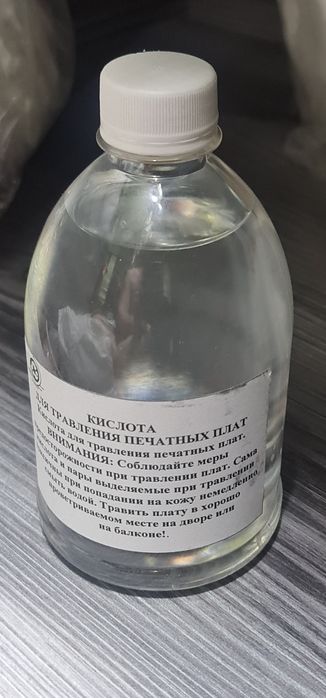 КИСЛОТА
ДЛЯ ТРАВЛЕНИЯ ПЕЧАТНЫХ ПЛАТ
Кислота для травления печатных плат.
ВНИМАНИЕ: Соблюдайте меры
предосторожности при травлении плат. Сама
кислота и пары выделяемые при травлении
при попадании на кожу немедленно
смыть водой. Травить плату в хорошо
проветриваемом месте на дворе или
на балконе!.